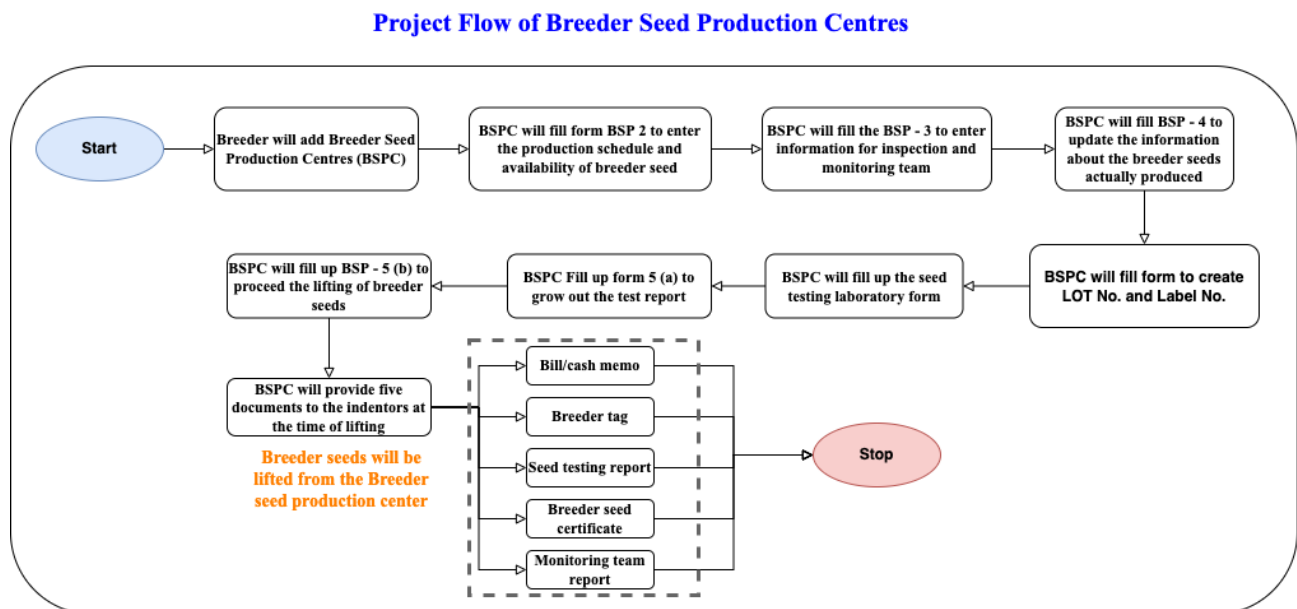 Project Flow of Breeder Seed Production Centres
Start
Breeder will add Breeder Seed
Production Centres (BSPC)
BSPC will fill form BSP 2 to enter
the production schedule and
availability of breeder seed
BSPC will fill the BSP - 3 to enter
information for inspection and
monitoring team
BSPC will fill BSP - 4 to
update the information
about the breeder seeds
actually produced
BSPC will fill form to create
LOT No. and Label No.
BSPC will fill up the seed
testing laboratory form
BSPC Fill up form 5 (a) to
grow out the test report
BSPC will fill up BSP - 5 (b) to
proceed the lifting of breeder
seeds
BSPC will provide five
documents to the indentors at
the time of lifting
Breeder seeds will be
lifted from the Breeder
seed production center
Bill/cash memo
Breeder tag
Seed testing report
Breeder seed
certificate
Monitoring team
report
Stop